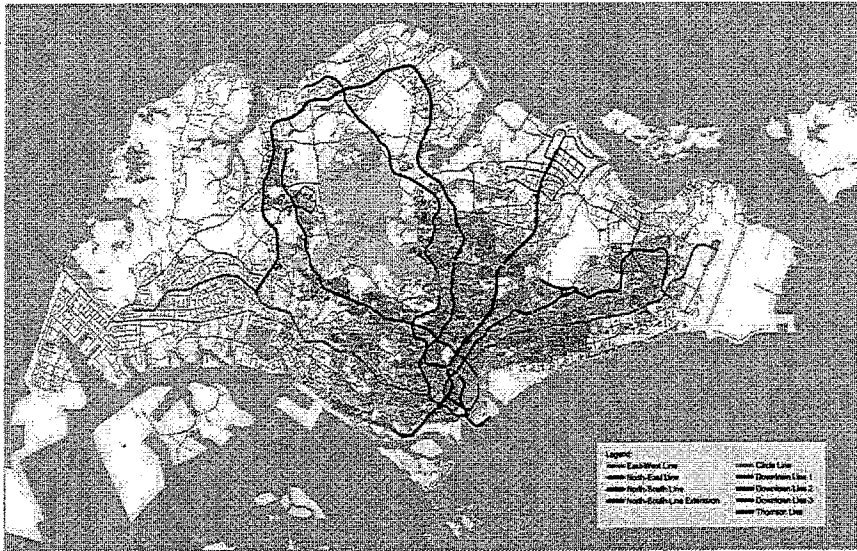 Legend
East-West Line
North-East Line
North-South Line
North-South Line Extension
Circle Line
Downtown Line 1
Downtown Line 2
Downtown Line 3
Thomson Line